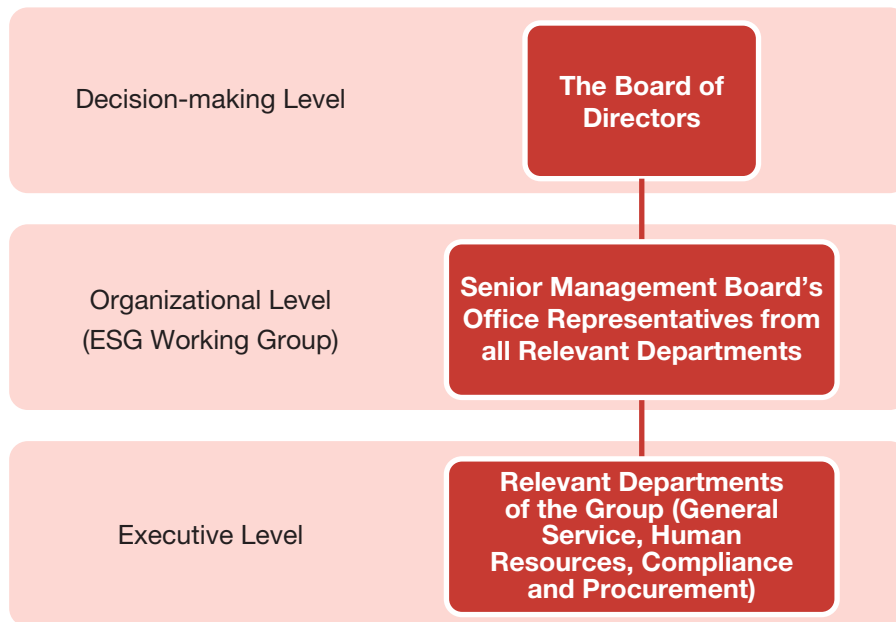 Decision-making Level
The Board of
Directors
Organizational Level
(ESG Working Group)
Senior Management Board’s
Office Representatives from
all Relevant Departments
Executive Level
Relevant Departments
of the Group (General
Service, Human
Resources, Compliance
and Procurement)